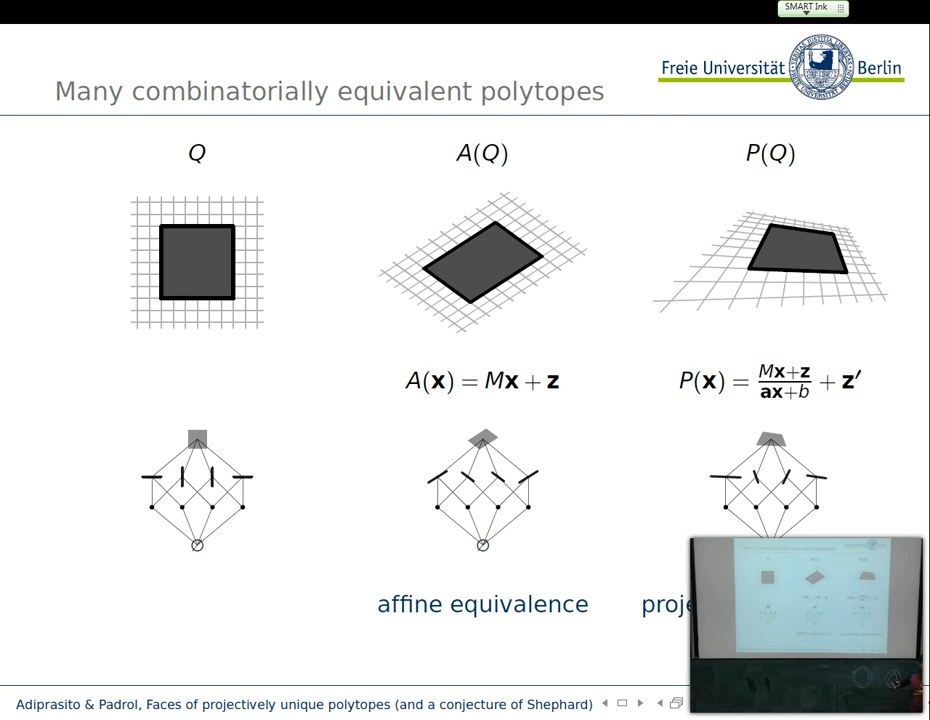 SMART Ink
Freie Universität Berlin
Many combinatorially equivalent polytopes
Q
A(Q)
P(Q)
A(x) = Mx + z
P(x) = Mx+z / ax+b + z′
affine equivalence
proje
Adiprasito & Padrol, Faces of projectively unique polytopes (and a conjecture of Shephard)